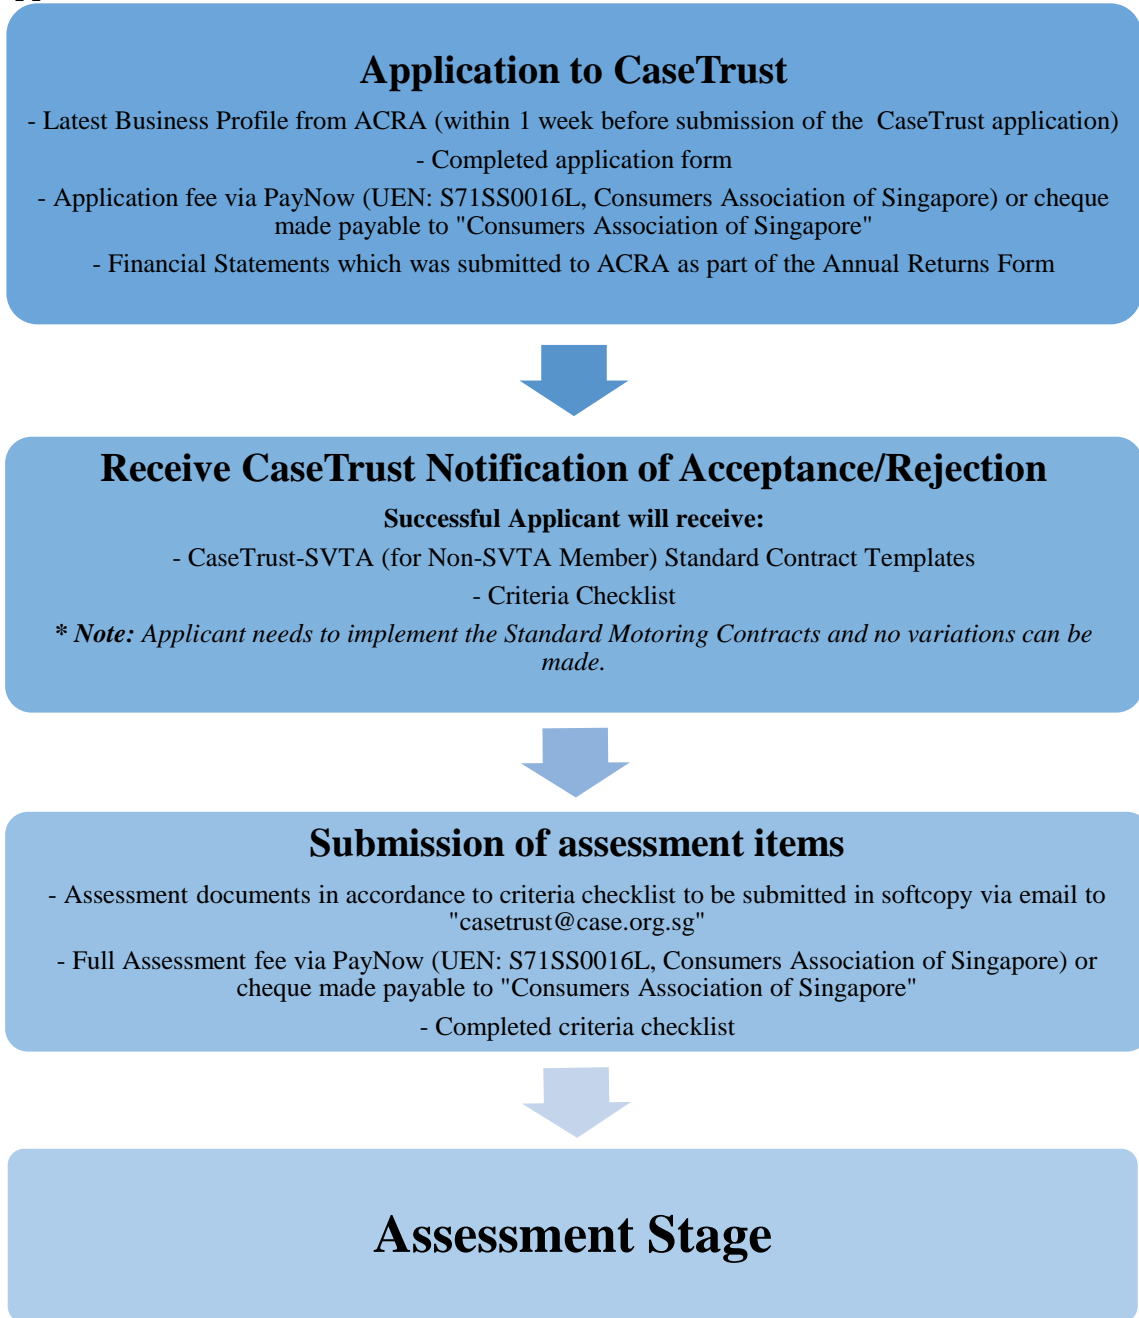 Application to CaseTrust
- Latest Business Profile from ACRA (within 1 week before submission of the CaseTrust application)
- Completed application form
- Application fee via PayNow (UEN: S71SS0016L, Consumers Association of Singapore) or cheque
made payable to "Consumers Association of Singapore"
- Financial Statements which was submitted to ACRA as part of the Annual Returns Form
Receive CaseTrust Notification of Acceptance/Rejection
Successful Applicant will receive:
- CaseTrust-SVTA (for Non-SVTA Member) Standard Contract Templates
- Criteria Checklist
* Note: Applicant needs to implement the Standard Motoring Contracts and no variations can be
made.
Submission of assessment items
- Assessment documents in accordance to criteria checklist to be submitted in softcopy via email to
"casetrust@case.org.sg"
- Full Assessment fee via PayNow (UEN: S71SS0016L, Consumers Association of Singapore) or
cheque made payable to "Consumers Association of Singapore"
- Completed criteria checklist
Assessment Stage